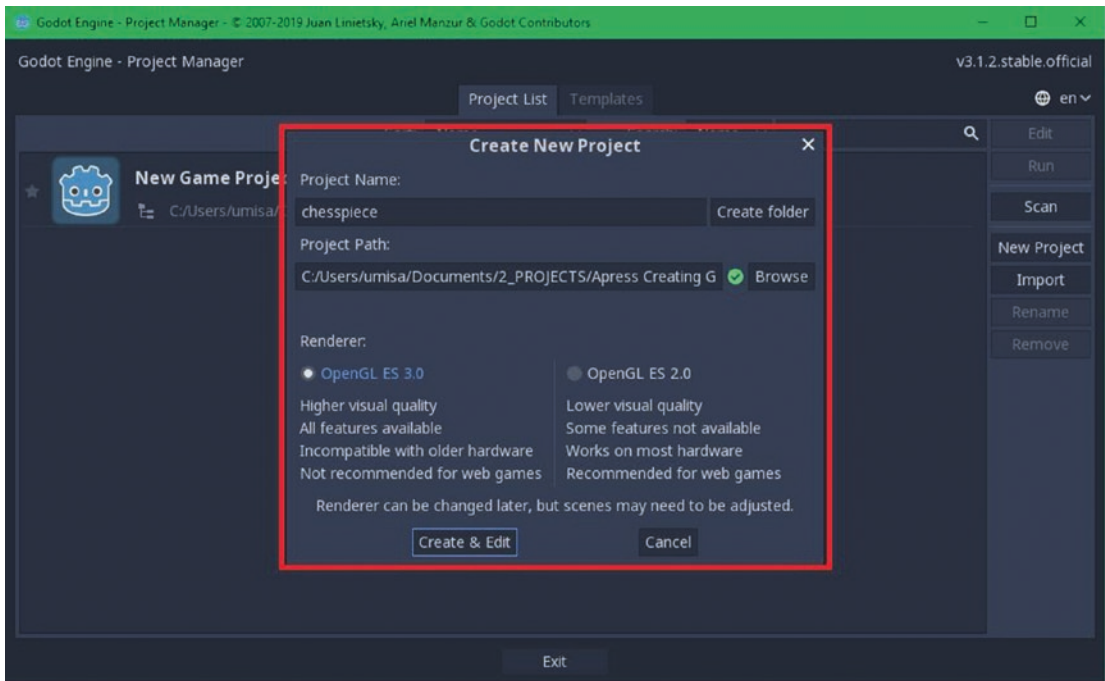 Godot Engine - Project Manager - © 2007-2019 Juan Linietsky, Ariel Manzur & Godot Contributors
Godot Engine - Project Manager v3.1.2.stable.official
Project List Templates en
Edit
Create New Project
Run
New Game Proje
Project Name:
C:/Users/umisa/
chesspiece Create folder
Scan
Project Path:
New Project
C:/Users/umisa/Documents/2_PROJECTS/Apress Creating G Browse
Import
Rename
Renderer:
Remove
OpenGL ES 3.0 OpenGL ES 2.0
Higher visual quality Lower visual quality
All features available Some features not available
Incompatible with older hardware Works on most hardware
Not recommended for web games Recommended for web games
Renderer can be changed later, but scenes may need to be adjusted.
Create & Edit Cancel
Exit